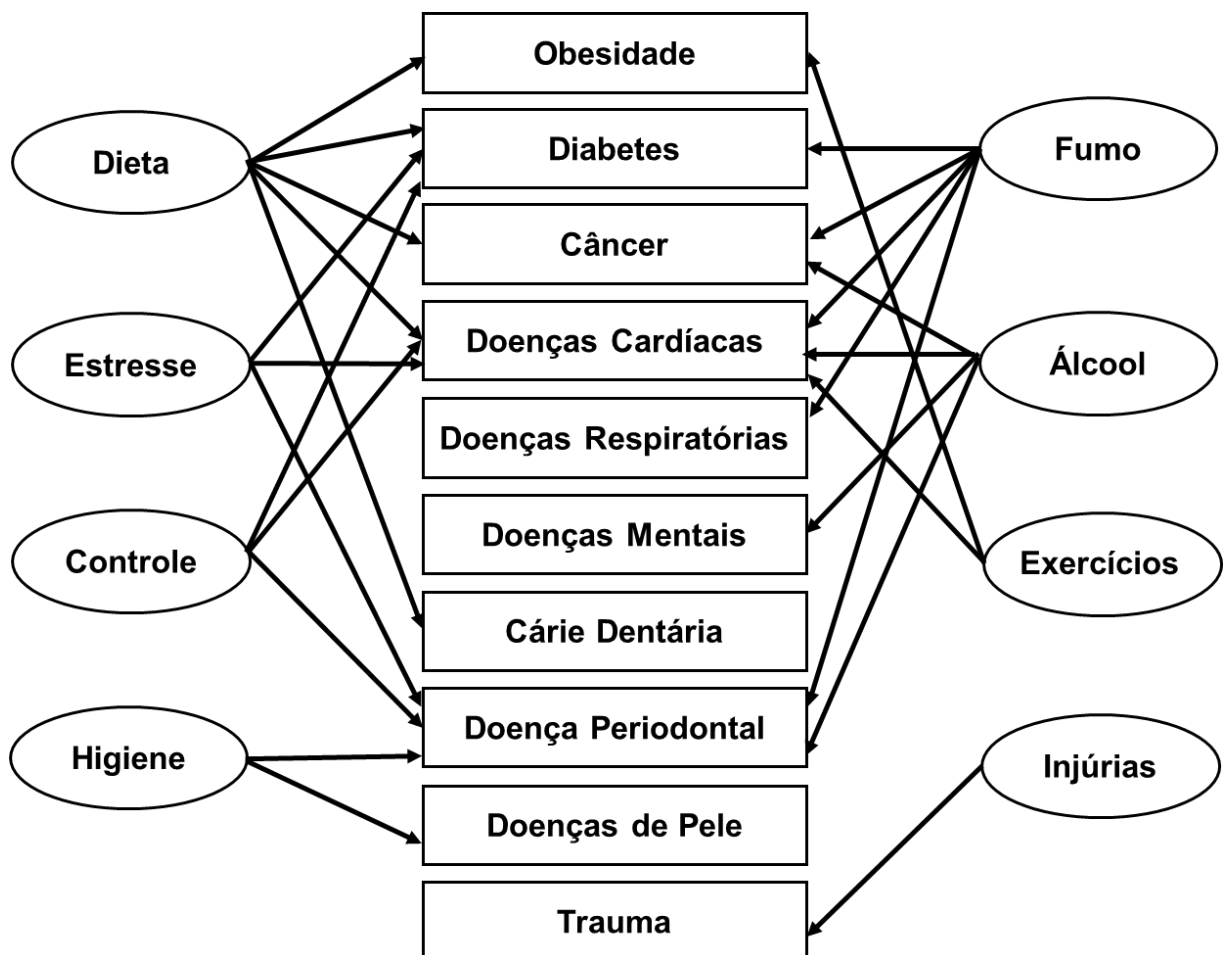 Obesidade
Dieta
Diabetes
Fumo
Câncer
Estresse
Doenças Cardíacas
Álcool
Doenças Respiratórias
Controle
Doenças Mentais
Exercícios
Cárie Dentária
Higiene
Doença Periodontal
Injúrias
Doenças de Pele
Trauma